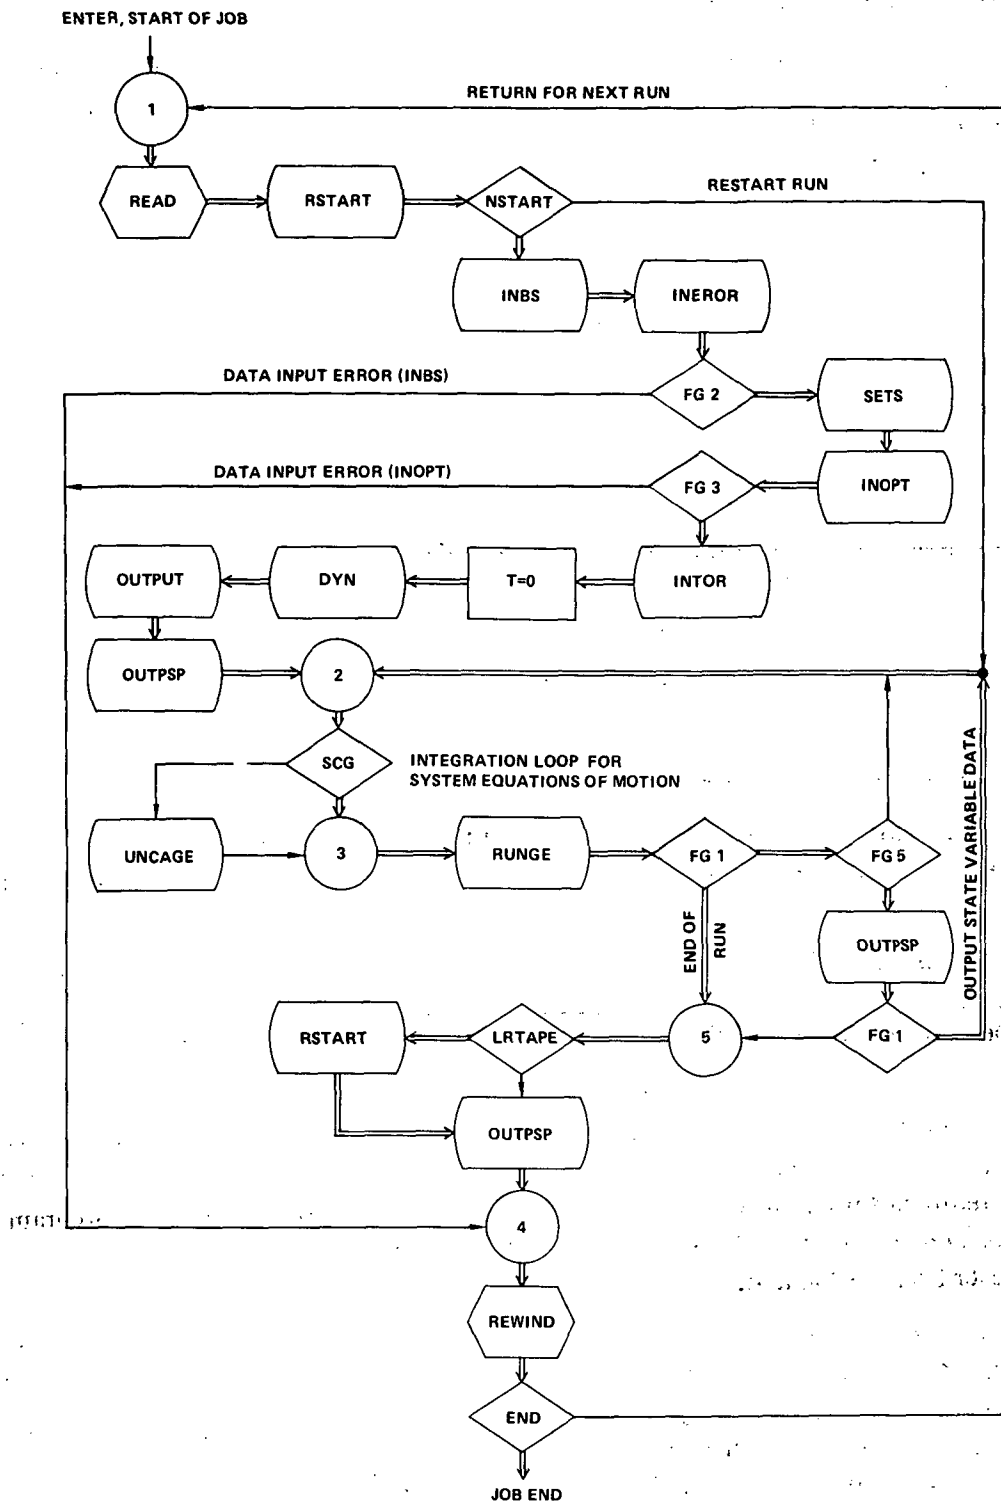 ENTER, START OF JOB
1
RETURN FOR NEXT RUN
READ
RSTART
NSTART
RESTART RUN
INBS
INEROR
DATA INPUT ERROR (INBS)
FG 2
SETS
DATA INPUT ERROR (INOPT)
FG 3
INOPT
OUTPUT
DYN
T=0
INTOR
OUTPSP
2
SCG
INTEGRATION LOOP FOR
SYSTEM EQUATIONS OF MOTION
OUTPUT STATE VARIABLE DATA
UNCAGE
3
RUNGE
FG 1
FG 5
END OF
RUN
OUTPSP
RSTART
LRTAPE
5
FG 1
OUTPSP
4
REWIND
END
JOB END